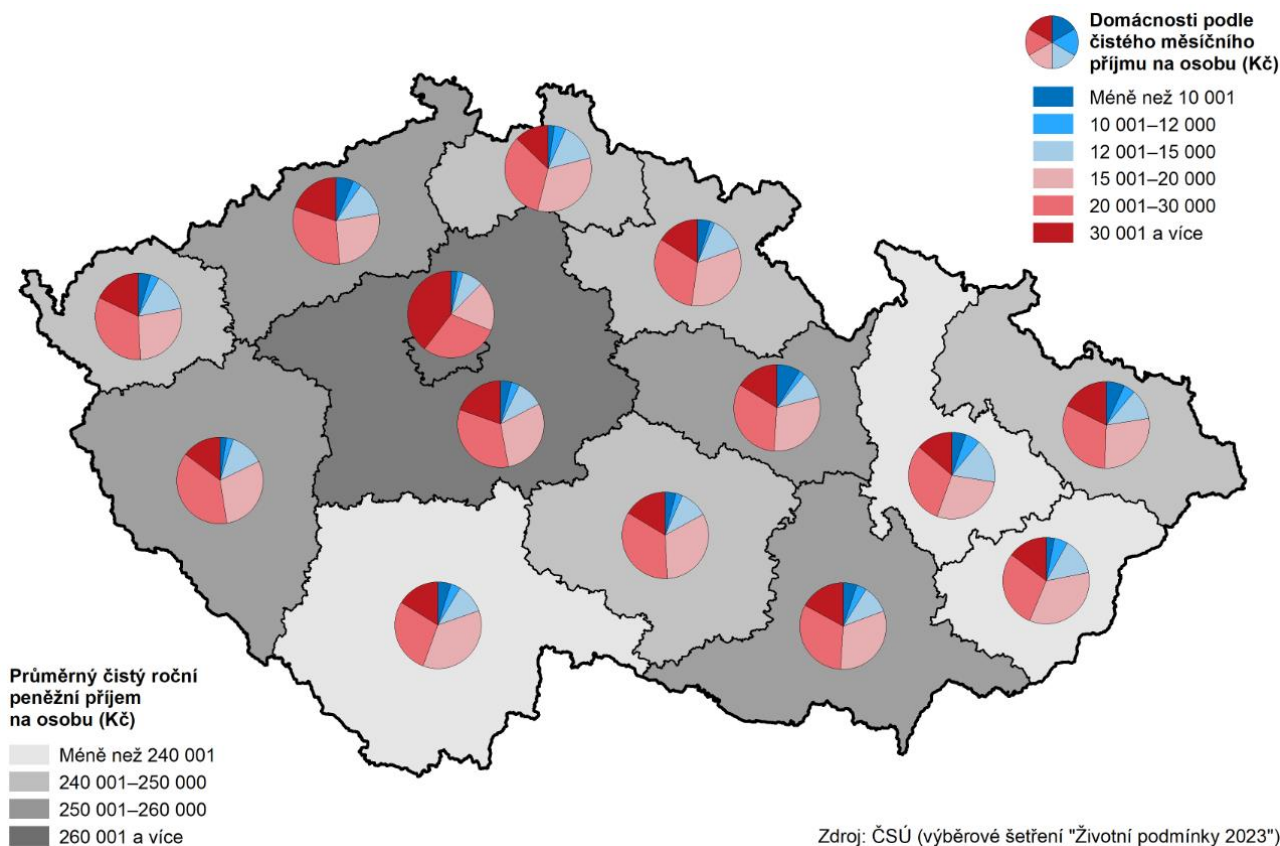 Domácnosti podle
čistého měsíčního
příjmu na osobu (Kč)
Méně než 10 001
10 001–12 000
12 001–15 000
15 001–20 000
20 001–30 000
30 001 a více
Průměrný čistý roční
peněžní příjem
na osobu (Kč)
Méně než 240 001
240 001–250 000
250 001–260 000
260 001 a více
Zdroj: ČSÚ (výběrové šetření "Životní podmínky 2023")